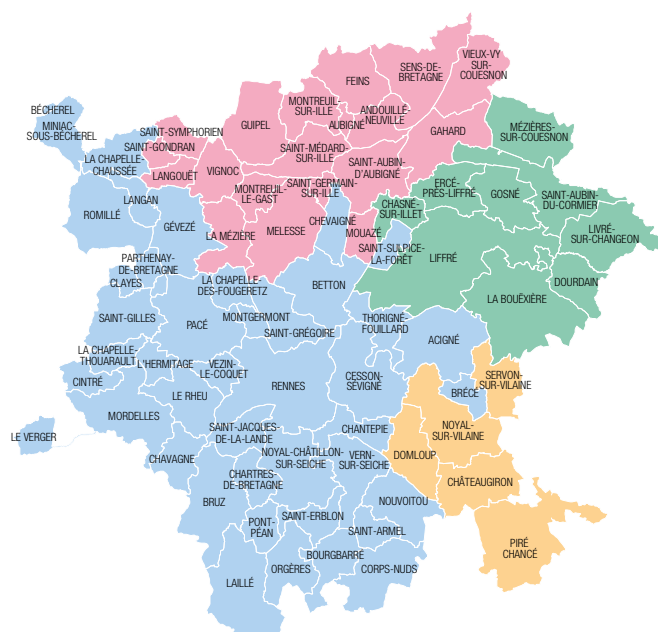 VIEUX-VY
SUR-
COUESNON
SENS-DE-
BRETAGNE
FEINS
MONTREUIL-
SUR-ILLE
ANDOUILLÉ-
NEUVILLE
AUBIGNÉ
GUIPEL
GAHARD
MÉZIÈRES-
SUR-COUESNON
BÉCHEREL
MINIAC-
SOUS-BÉCHEREL
SAINT-SYMPHORIEN
SAINT-GONDRAN
SAINT-MÉDARD-
SUR-ILLE
LA CHAPELLE-
CHAUSSÉE
LANGOUËT
VIGNOC
SAINT-AUBIN-
D'AUBIGNÉ
MONTREUIL-
LE-GAST
SAINT-GERMAIN-
SUR-ILLE
ERCÉ-
PRÈS-LIFFRÉ
GOSNÉ
SAINT-AUBIN-
DU-CORMIER
LANGAN
ROMILLÉ
GÉVEZÉ
CHASNÉ-
SUR-ILLET
CHEVAIGNÉ
LA MÉZIÈRE
MELESSE
MOUAZÉ
LIVRÉ-
SUR-CHANGEON
SAINT-SULPICE-
LA-FORÊT
LIFFRÉ
PARTHENAY-
DE-BRETAGNE
CLAYES
LA CHAPELLE-
DES-FOUGERETZ
BETTON
DOURDAIN
LA BOUËXIÈRE
SAINT-GILLES
PACÉ
MONTGERMONT
SAINT-GRÉGOIRE
THORIGNÉ-
FOUILLARD
ACIGNÉ
LA CHAPELLE-
THOUARAULT
L'HERMITAGE
VEZIN-
LE-COQUET
CINTRÉ
RENNES
CESSON-
SÉVIGNÉ
SERVON-
SUR-VILAINE
BRÉCÉ
LE RHEU
MORDELLES
LE VERGER
SAINT-JACQUES-
DE-LA-LANDE
CHANTEPIE
NOYAL-
SUR-VILAINE
CHAVAGNE
NOYAL-CHÂTILLON-
SUR-SEICHE
VERN-
SUR-SEICHE
DOMLOUP
CHARTRES-
DE-BRETAGNE
CHÂTEAUGIRON
BRUZ
NOUVOITOU
PONT-
PÉAN
SAINT-ERBLON
SAINT-ARMEL
PIRÉ
CHANCÉ
BOURGBARRÉ
ORGÈRES
CORPS-NUDS
LAILLÉ